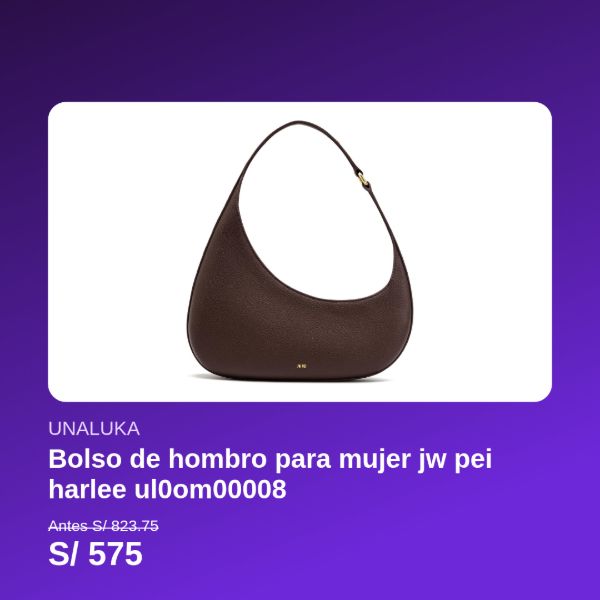 UNALUKA
Bolso de hombro para mujer jw pei
harlee ul0om00008
Antes S/ 823.75
S/ 575